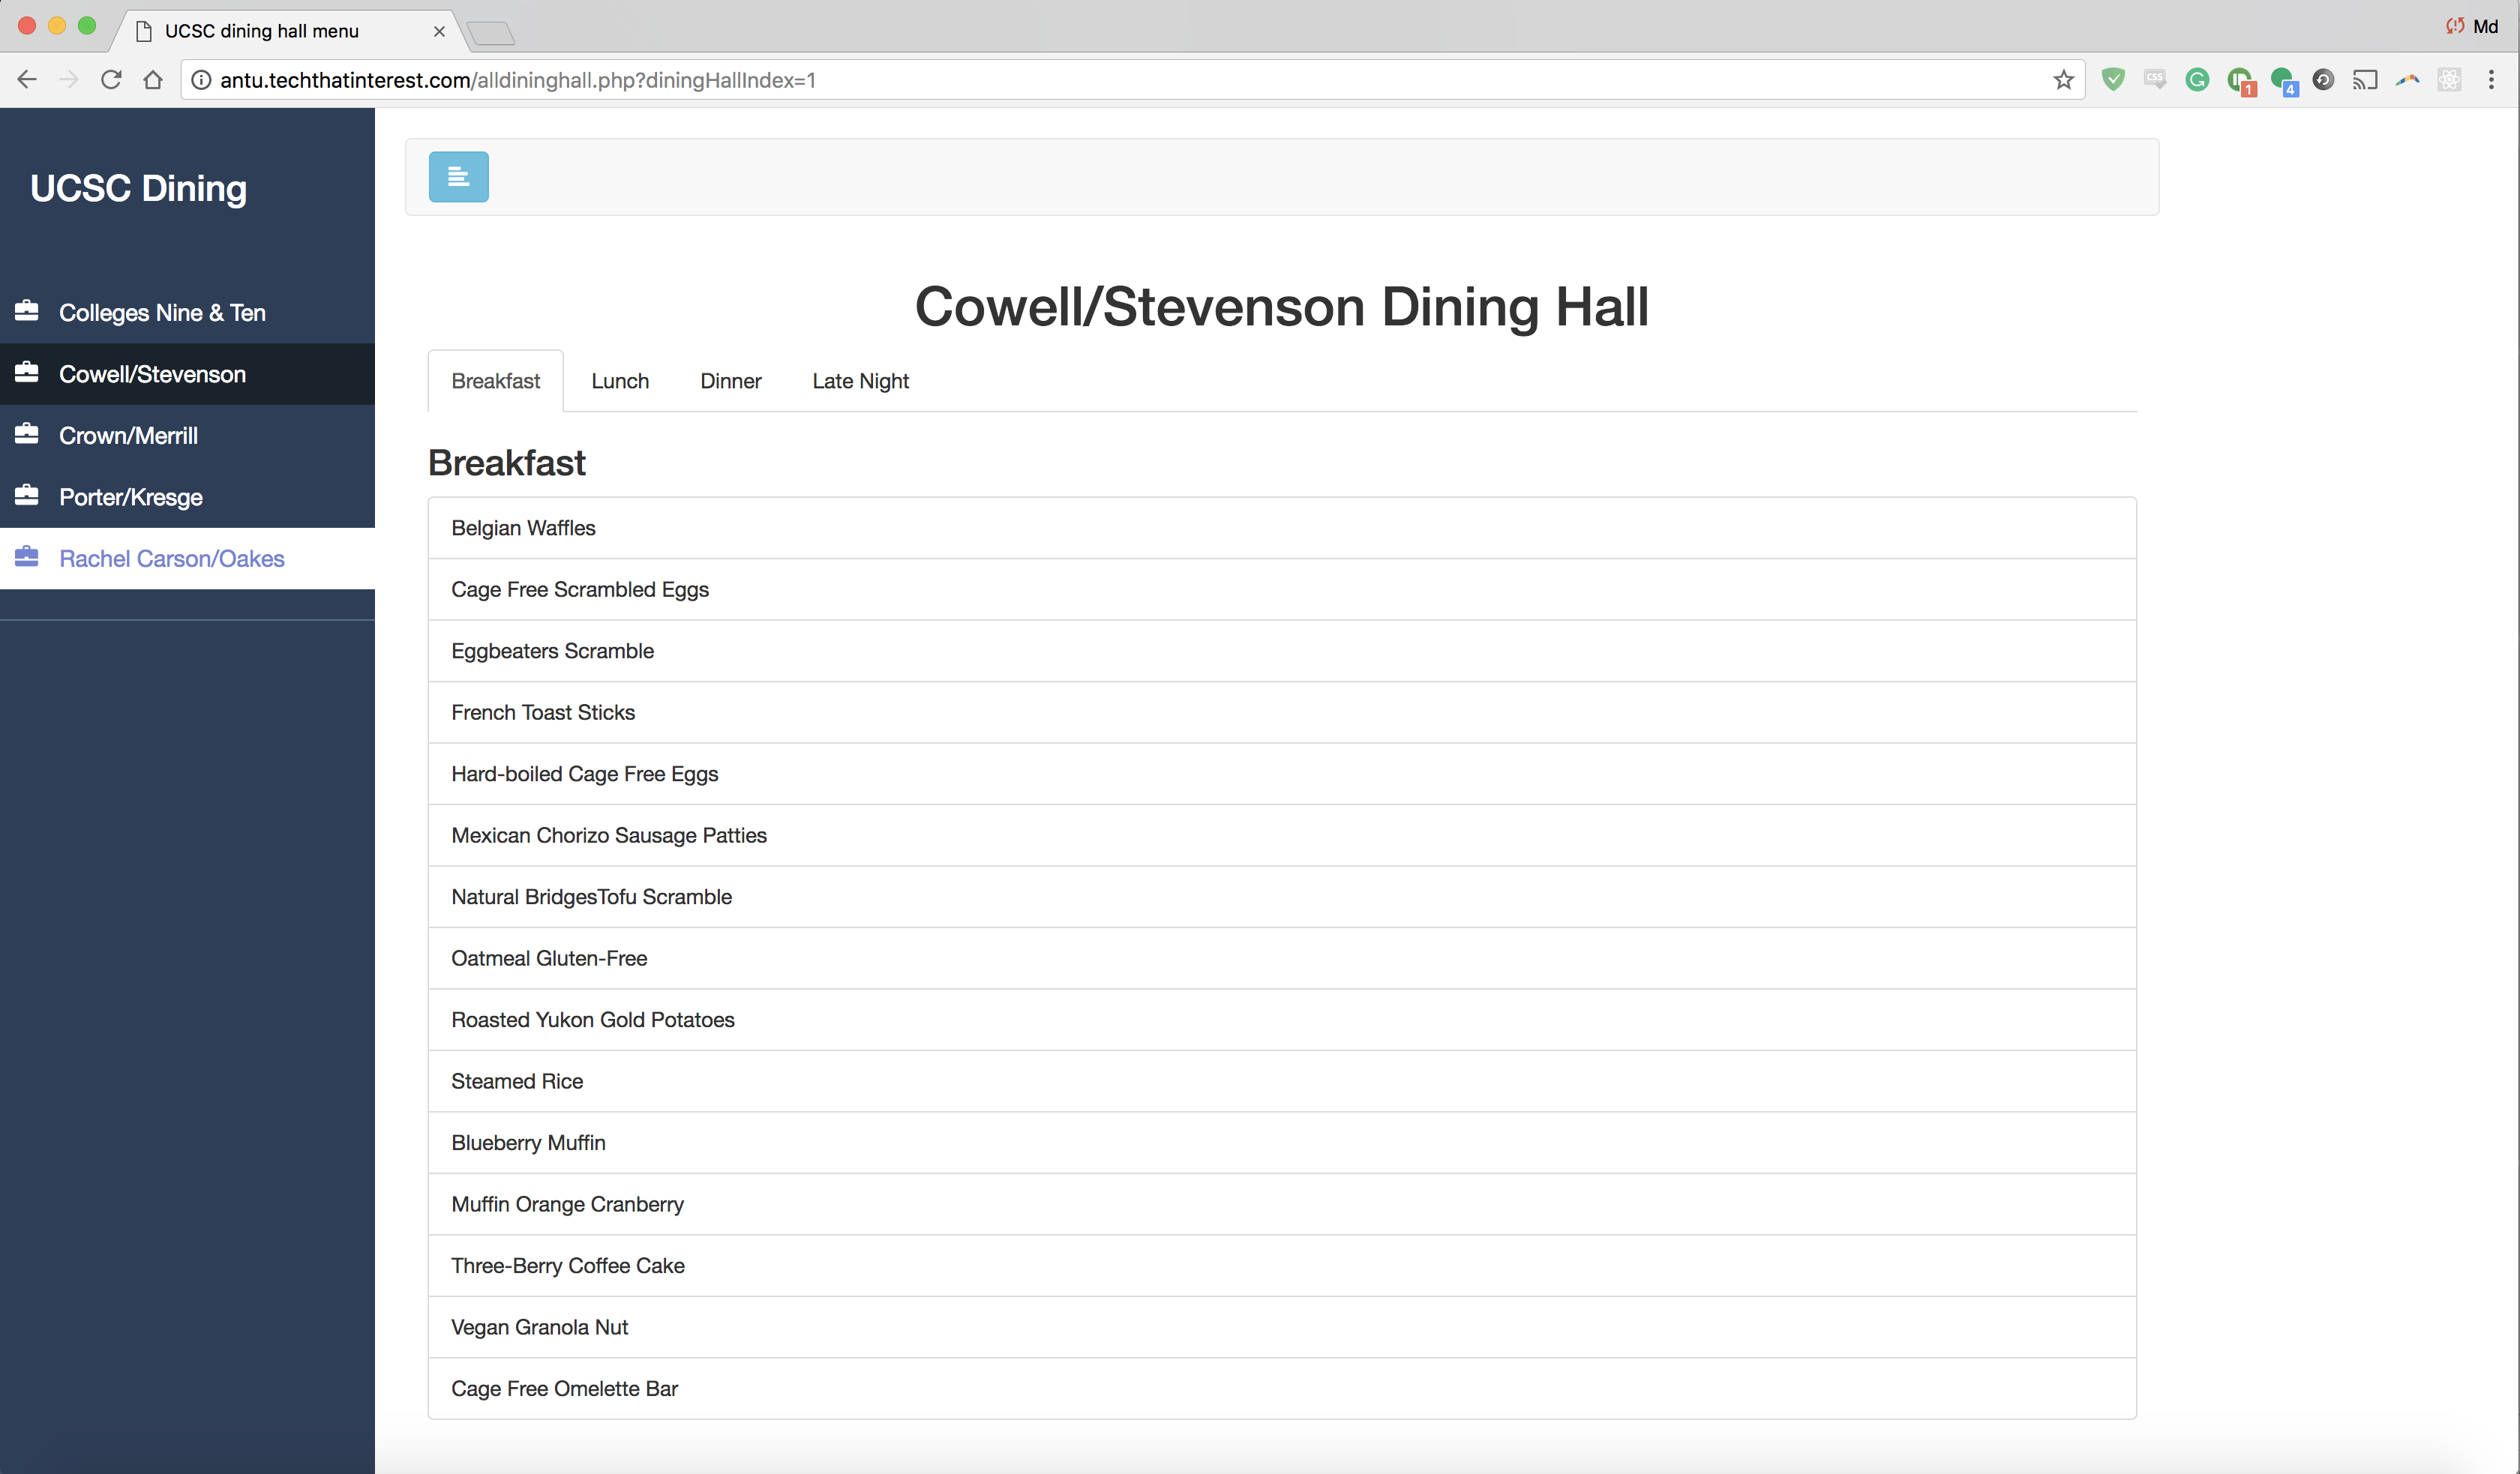 UCSC dining hall menu
Md
antu.techthatinterest.com/alldininghall.php?diningHallIndex=1
CSS
1
4
UCSC Dining
Colleges Nine & Ten
Cowell/Stevenson
Crown/Merrill
Porter/Kresge
Rachel Carson/Oakes
Cowell/Stevenson Dining Hall
Breakfast Lunch Dinner Late Night
Breakfast
Belgian Waffles
Cage Free Scrambled Eggs
Eggbeaters Scramble
French Toast Sticks
Hard-boiled Cage Free Eggs
Mexican Chorizo Sausage Patties
Natural BridgesTofu Scramble
Oatmeal Gluten-Free
Roasted Yukon Gold Potatoes
Steamed Rice
Blueberry Muffin
Muffin Orange Cranberry
Three-Berry Coffee Cake
Vegan Granola Nut
Cage Free Omelette Bar